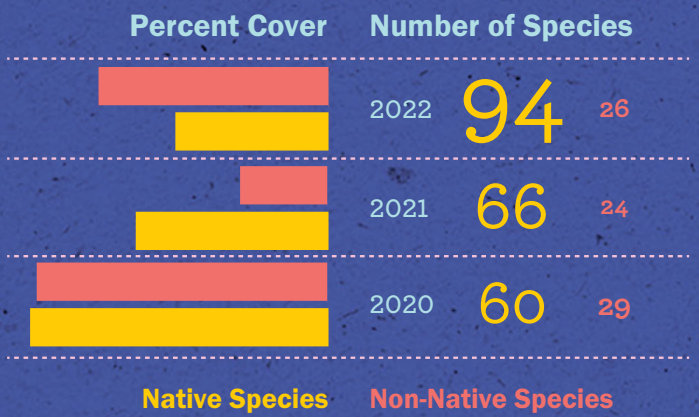 Percent Cover Number of Species
2022 94 26
2021 66 24
2020 60 29
Native Species Non-Native Species